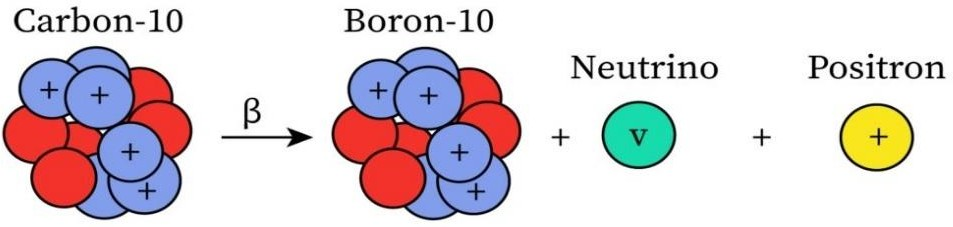 Carbon-10
Boron-10
Neutrino
Positron
+ + + +
β
+ + + +
+ v + +